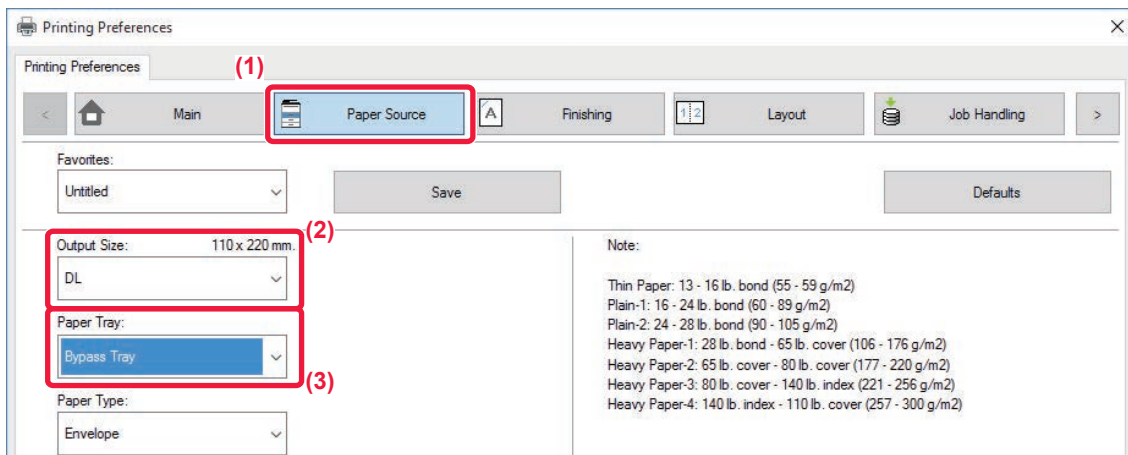 Printing Preferences
Printing Preferences
(1)
< Main Paper Source A Finishing 1 2 Layout Job Handling >
Favorites:
Untitled Save Defaults
Output Size: 110 x 220 mm. (2)
DL
Paper Tray:
Bypass Tray
(3)
Paper Type:
Envelope
Note:
Thin Paper: 13 - 16 lb. bond (55 - 59 g/m2)
Plain-1: 16 - 24 lb. bond (60 - 89 g/m2)
Plain-2: 24 - 28 lb. bond (90 - 105 g/m2)
Heavy Paper-1: 28 lb. bond - 65 lb. cover (106 - 176 g/m2)
Heavy Paper-2: 65 lb. cover - 80 lb. cover (177 - 220 g/m2)
Heavy Paper-3: 80 lb. cover - 140 lb. index (221 - 256 g/m2)
Heavy Paper-4: 140 lb. index - 110 lb. cover (257 - 300 g/m2)